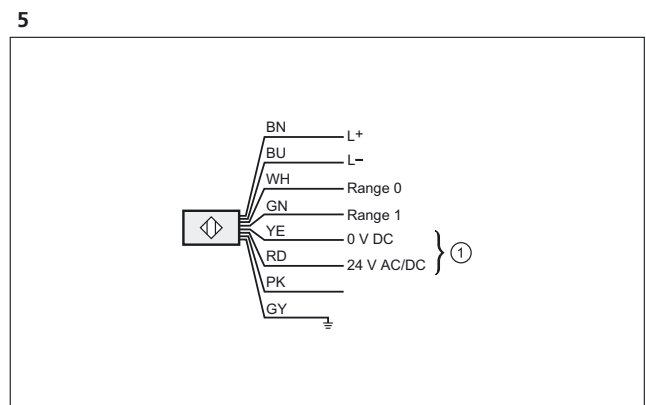 5
BN L+
BU L–
WH Range 0
GN Range 1
YE 0 V DC
RD 24 V AC/DC
①
PK
GY